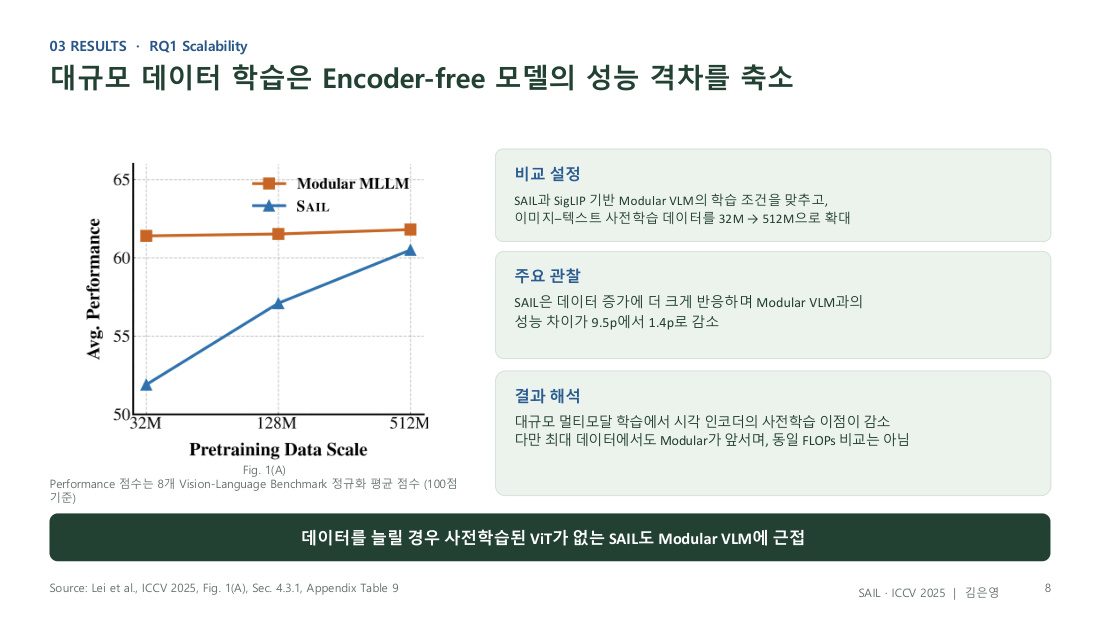 03 RESULTS · RQ1 Scalability
대규모 데이터 학습은 Encoder-free 모델의 성능 격차를 축소
65
60
55
50
Avg. Performance
Modular MLLM
SAIL
32M
128M
512M
Pretraining Data Scale
Fig. 1(A)
Performance 점수는 8개 Vision-Language Benchmark 정규화 평균 점수 (100점
기준)
비교 설정
SAIL과 SigLIP 기반 Modular VLM의 학습 조건을 맞추고,
이미지–텍스트 사전학습 데이터를 32M → 512M으로 확대
주요 관찰
SAIL은 데이터 증가에 더 크게 반응하며 Modular VLM과의
성능 차이가 9.5p에서 1.4p로 감소
결과 해석
대규모 멀티모달 학습에서 시각 인코더의 사전학습 이점이 감소
다만 최대 데이터에서도 Modular가 앞서며, 동일 FLOPs 비교는 아님
데이터를 늘릴 경우 사전학습된 ViT가 없는 SAIL도 Modular VLM에 근접
Source: Lei et al., ICCV 2025, Fig. 1(A), Sec. 4.3.1, Appendix Table 9
SAIL · ICCV 2025 | 김은영
8